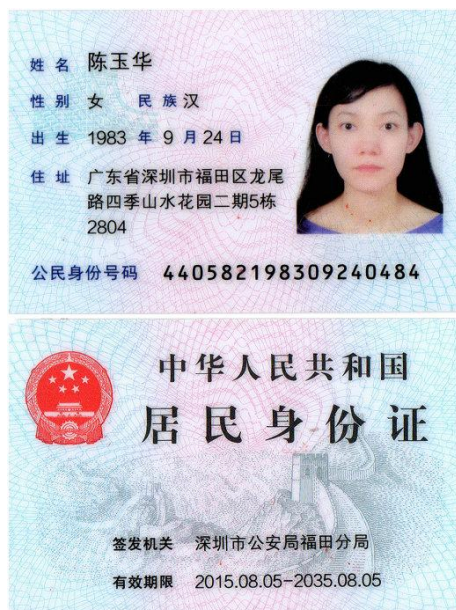 姓名 陈玉华
性别 女 民族 汉
出生 1983 年 9 月 24 日
住址 广东省深圳市福田区龙尾
路四季山水花园二期5栋
2804
公民身份号码 440582198309240484
中华人民共和国
居民身份证
签发机关 深圳市公安局福田分局
有效期限 2015.08.05-2035.08.05